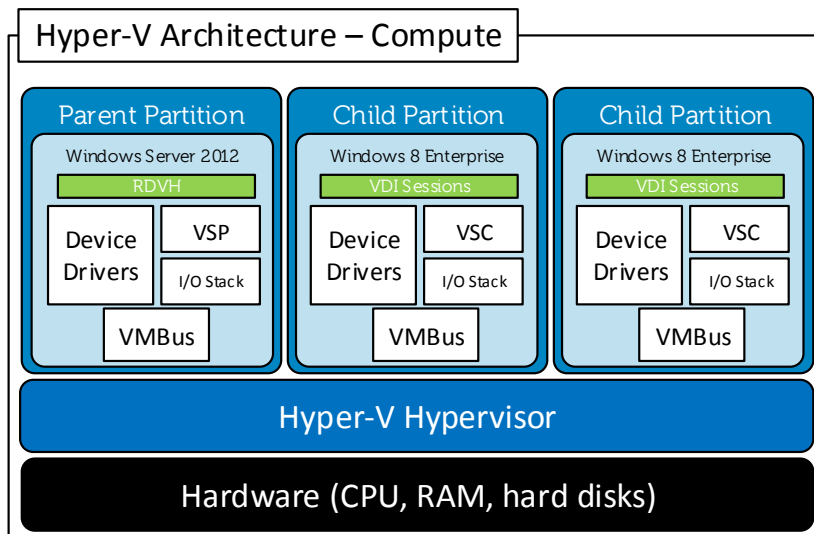 Hyper-V Architecture – Compute
Parent Partition
Windows Server 2012
RDVH
Device
Drivers
VSP
I/O Stack
VMBus
Child Partition
Windows 8 Enterprise
VDI Sessions
Device
Drivers
VSC
I/O Stack
VMBus
Child Partition
Windows 8 Enterprise
VDI Sessions
Device
Drivers
VSC
I/O Stack
VMBus
Hyper-V Hypervisor
Hardware (CPU, RAM, hard disks)